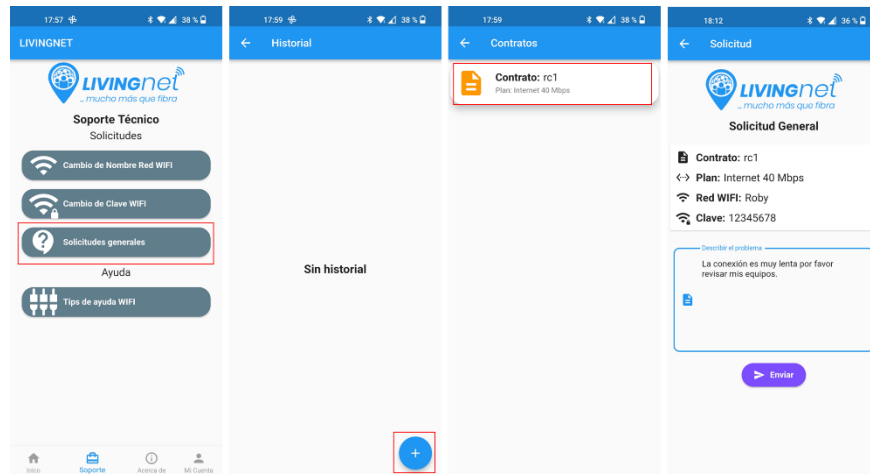 17:57
38 %
LIVINGNET
LIVINGnet
... mucho más que fibra
Soporte Técnico
Solicitudes
Cambio de Nombre Red WIFI
Cambio de Clave WIFI
Solicitudes generales
Ayuda
Tips de ayuda WIFI
Inicio
Soporte
Acerca de
Mi Cuenta
17:59
38 %
Historial
Sin historial
+
17:59
38 %
Contratos
Contrato: rc1
Plan: Internet 40 Mbps
18:12
36 %
Solicitud
LIVINGnet
... mucho más que fibra
Solicitud General
Contrato: rc1
Plan: Internet 40 Mbps
Red WIFI: Roby
Clave: 12345678
Describir el problema
La conexión es muy lenta por favor
revisar mis equipos.
Enviar